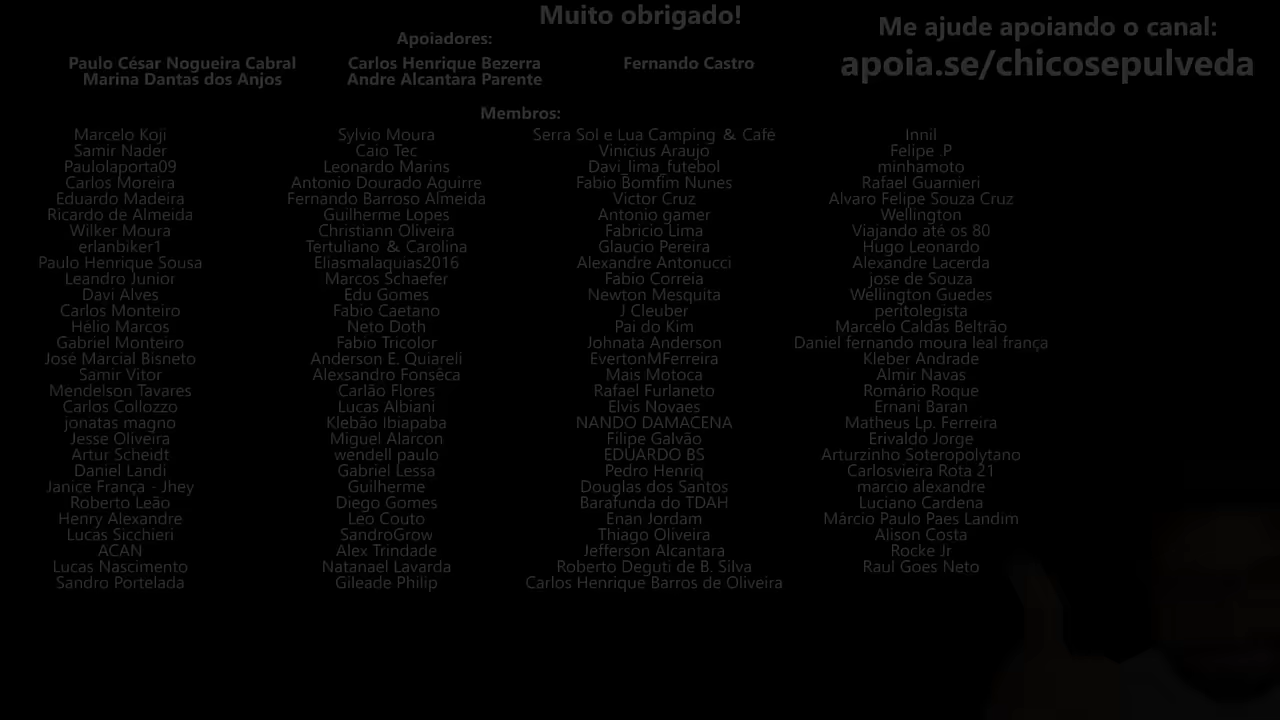 Muito obrigado!
Me ajude apoiando o canal:
apoia.se/chicosepulveda
Apoiadores:
Paulo César Nogueira Cabral
Marina Dantas dos Anjos
Carlos Henrique Bezerra
Andre Alcantara Parente
Fernando Castro
Membros:
Marcelo Koji
Samir Nader
Paulolaporta09
Carlos Moreira
Eduardo Madeira
Ricardo de Almeida
Wilker Moura
erlanbiker1
Paulo Henrique Sousa
Leandro Junior
Davi Alves
Carlos Monteiro
Hélio Marcos
Gabriel Monteiro
José Marcial Bisneto
Samir Vitor
Mendelson Tavares
Carlos Collozzo
jonatas magno
Jesse Oliveira
Artur Scheidt
Daniel Landi
Janice França - Jhey
Roberto Leão
Henry Alexandre
Lucas Sicchieri
ACAN
Lucas Nascimento
Sandro Portelada
Sylvio Moura
Caio Tec
Leonardo Marins
Antonio Dourado Aguirre
Fernando Barroso Almeida
Guilherme Lopes
Christiann Oliveira
Tertuliano & Carolina
Eliasmalaquias2016
Marcos Schaefer
Edu Gomes
Fabio Caetano
Neto Doth
Fabio Tricolor
Anderson E. Quiareli
Alexsandro Fonsêca
Carlão Flores
Lucas Albiani
Klebão Ibiapaba
Miguel Alarcon
wendell paulo
Gabriel Lessa
Guilherme
Diego Gomes
Léo Couto
SandroGrow
Alex Trindade
Natanael Lavarda
Gileade Philip
Serra Sol e Lua Camping & Café
Vinicius Araujo
Davi_lima_futebol
Fabio Bomfim Nunes
Victor Cruz
Antonio gamer
Fabricio Lima
Glaucio Pereira
Alexandre Antonucci
Fabio Correia
Newton Mesquita
J Cleuber
Pai do Kim
Johnata Anderson
EvertonMFerreira
Mais Motoca
Rafael Furlaneto
Elvis Novaes
NANDO DAMACENA
Filipe Galvão
EDUARDO BS
Pedro Henriq
Douglas dos Santos
Barafunda do TDAH
Enan Jordam
Thiago Oliveira
Jefferson Alcantara
Roberto Deguti de B. Silva
Carlos Henrique Barros de Oliveira
Innil
Felipe .P
minhamoto
Rafael Guarnieri
Alvaro Felipe Souza Cruz
Wellington
Viajando até os 80
Hugo Leonardo
Alexandre Lacerda
jose de Souza
Wellington Guedes
peritolegista
Marcelo Caldas Beltrão
Daniel fernando moura leal frança
Kleber Andrade
Almir Navas
Romário Roque
Ernani Baran
Matheus Lp. Ferreira
Erivaldo Jorge
Arturzinho Soteropolytano
Carlosvieira Rota 21
marcio alexandre
Luciano Cardena
Márcio Paulo Paes Landim
Alison Costa
Rocke Jr
Raul Goes Neto